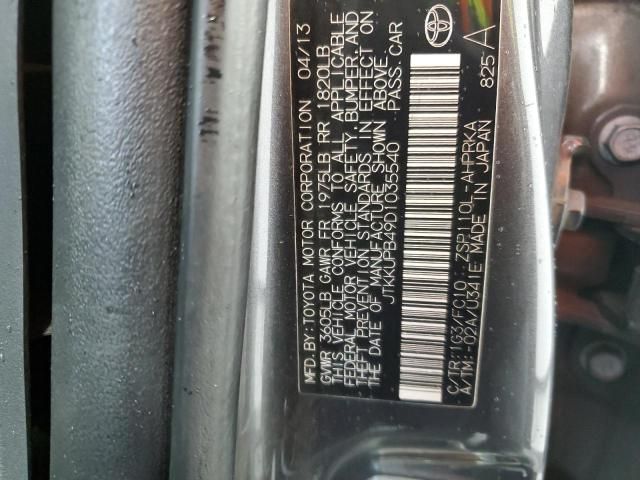 MFD.BY:TOYOTA MOTOR CORPORATION 04/13
GVWR 3605LB GAWR FR 1975LB RR 1820LB
THIS VEHICLE CONFORMS TO ALL APPLICABLE
FEDERAL MOTOR VEHICLE SAFETY, BUMPER, AND
THEFT PREVENTION STANDARDS IN EFFECT ON
THE DATE OF MANUFACTURE SHOWN ABOVE.
JTKKUPB49D1035540 PASS.CAR
C/TR:1G3/FC10 ZSP110L-AHPRKA
A/TM:-02A/U341E MADE IN JAPAN 825 A